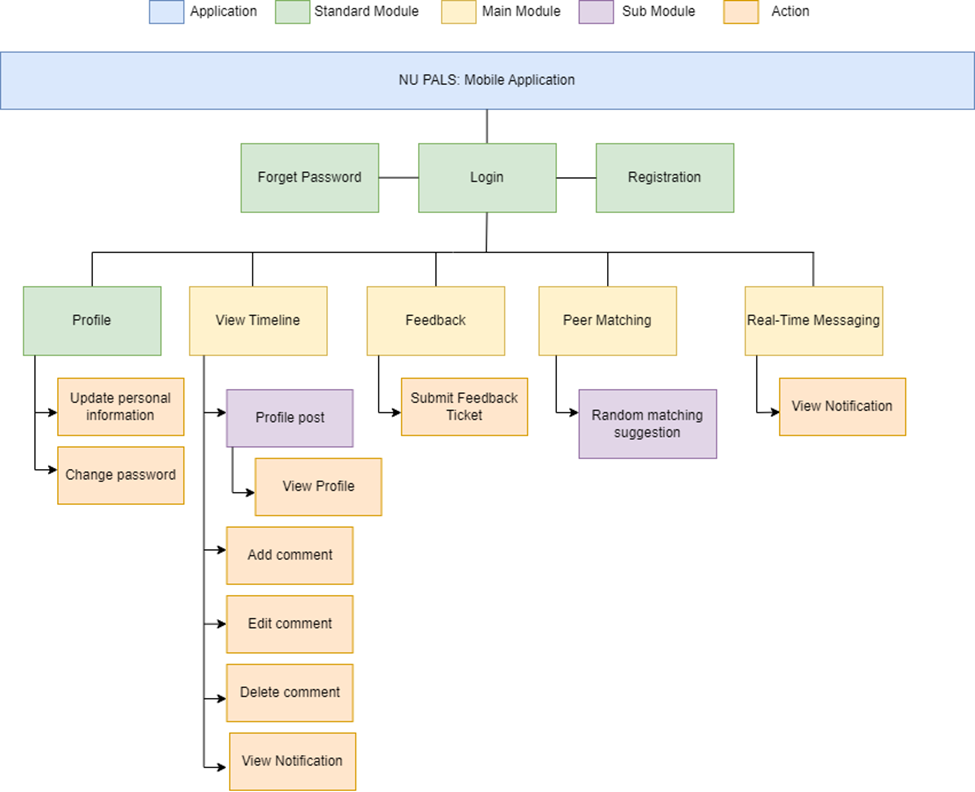 Application
Standard Module
Main Module
Sub Module
Action
NU PALS: Mobile Application
Forget Password
Login
Registration
Profile
View Timeline
Feedback
Peer Matching
Real-Time Messaging
Update personal
information
Change password
Profile post
View Profile
Add comment
Edit comment
Delete comment
View Notification
Submit Feedback
Ticket
Random matching
suggestion
View Notification